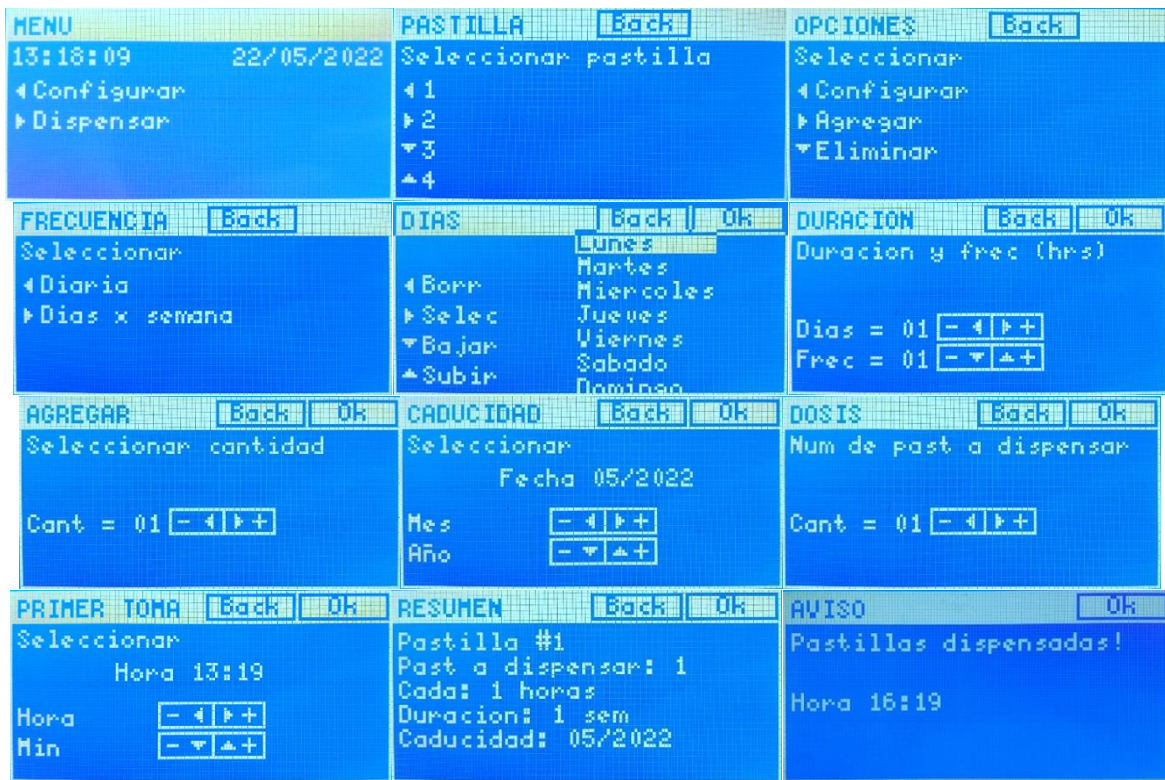 MENU
13:18:09 22/05/2022
Configurar
Dispensar
PASTILLA Back
Seleccionar pastilla
1
2
3
4
OPCIONES Back
Seleccionar
Configurar
Agregar
Eliminar
FRECUENCIA Back
Seleccionar
Diaria
Dias x semana
DIAS Back Ok
Lunes
Martes
Borr Miercoles
Selec Jueves
Bajar Viernes
Subir Sabado
Domingo
DURACION Back Ok
Duracion y frec (hrs)
Dias = 01 - +
Frec = 01 - +
AGREGAR Back Ok
Seleccionar cantidad
Cant = 01 - +
CADUCIDAD Back Ok
Seleccionar
Fecha 05/2022
Mes - +
Año - +
DOSIS Back Ok
Num de past a dispensar
Cant = 01 - +
PRIMER TOMA Back Ok
Seleccionar
Hora 13:19
Hora - +
Min - +
RESUMEN Back Ok
Pastilla #1
Past a dispensar: 1
Cada: 1 horas
Duracion: 1 sem
Caducidad: 05/2022
AVISO Ok
Pastillas dispensadas!
Hora 16:19